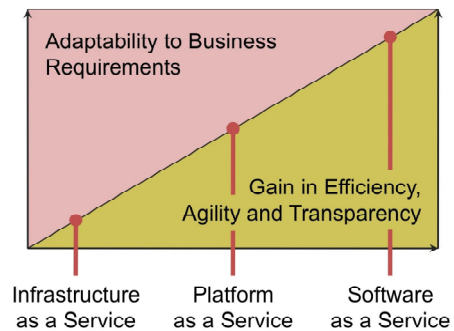 Adaptability to Business
Requirements
Gain in Efficiency,
Agility and Transparency
Infrastructure
as a Service
Platform
as a Service
Software
as a Service